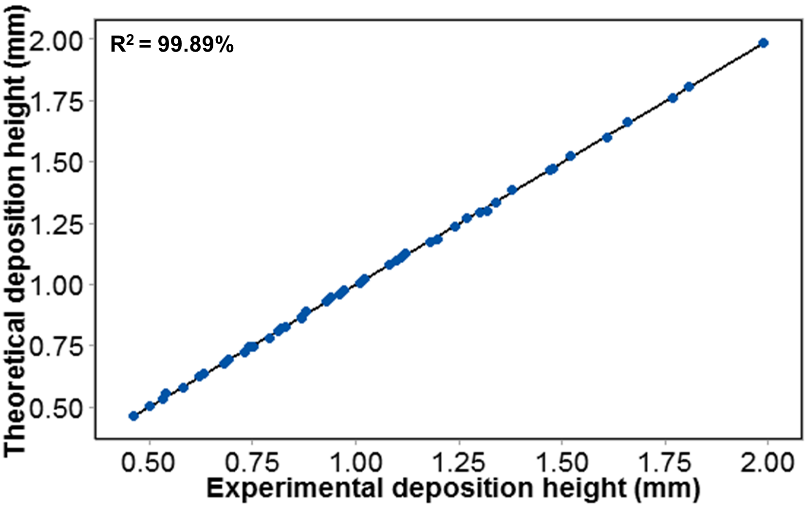 R² = 99.89%
Theoretical deposition height (mm)
2.00
1.75
1.50
1.25
1.00
0.75
0.50
0.50 0.75 1.00 1.25 1.50 1.75 2.00
Experimental deposition height (mm)